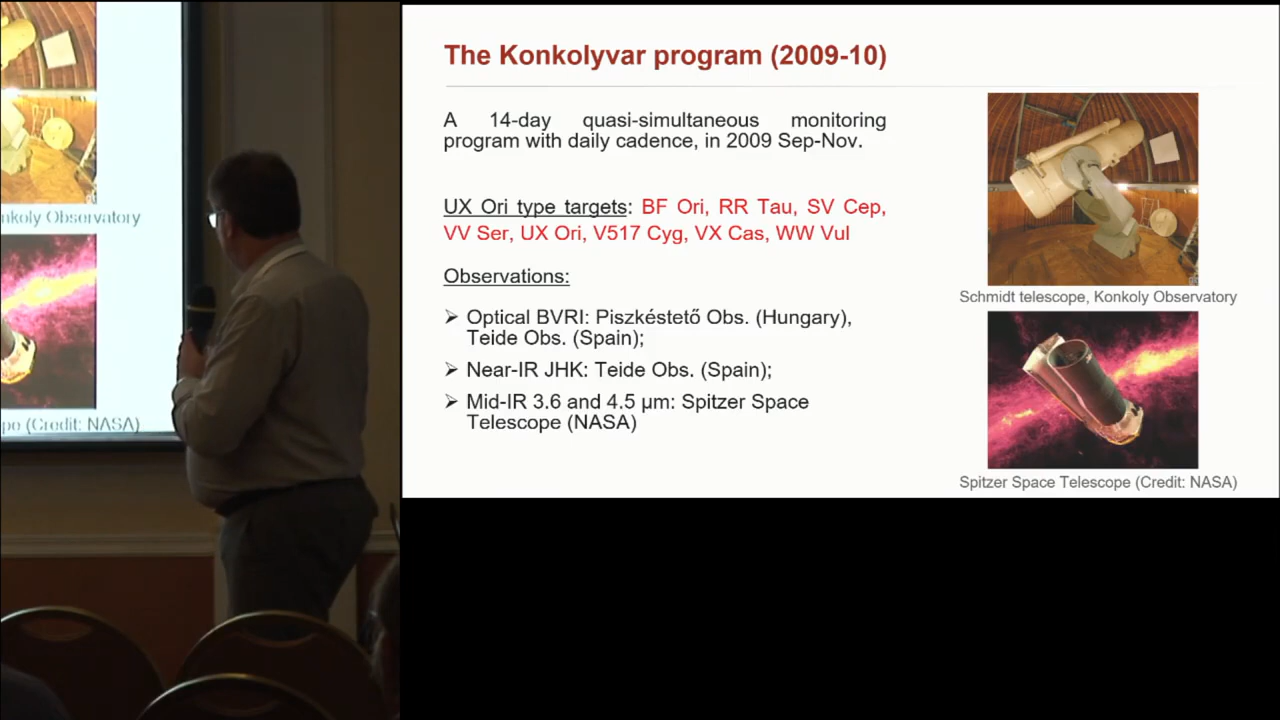 The Konkolyvar program (2009-10)
A 14-day quasi-simultaneous monitoring
program with daily cadence, in 2009 Sep-Nov.
UX Ori type targets: BF Ori, RR Tau, SV Cep,
VV Ser, UX Ori, V517 Cyg, VX Cas, WW Vul
Observations:
➢ Optical BVRI: Piszkéstető Obs. (Hungary),
Teide Obs. (Spain);
➢ Near-IR JHK: Teide Obs. (Spain);
➢ Mid-IR 3.6 and 4.5 μm: Spitzer Space
Telescope (NASA)
Schmidt telescope, Konkoly Observatory
Spitzer Space Telescope (Credit: NASA)
nkoly Observatory
pe (Credit: NASA)